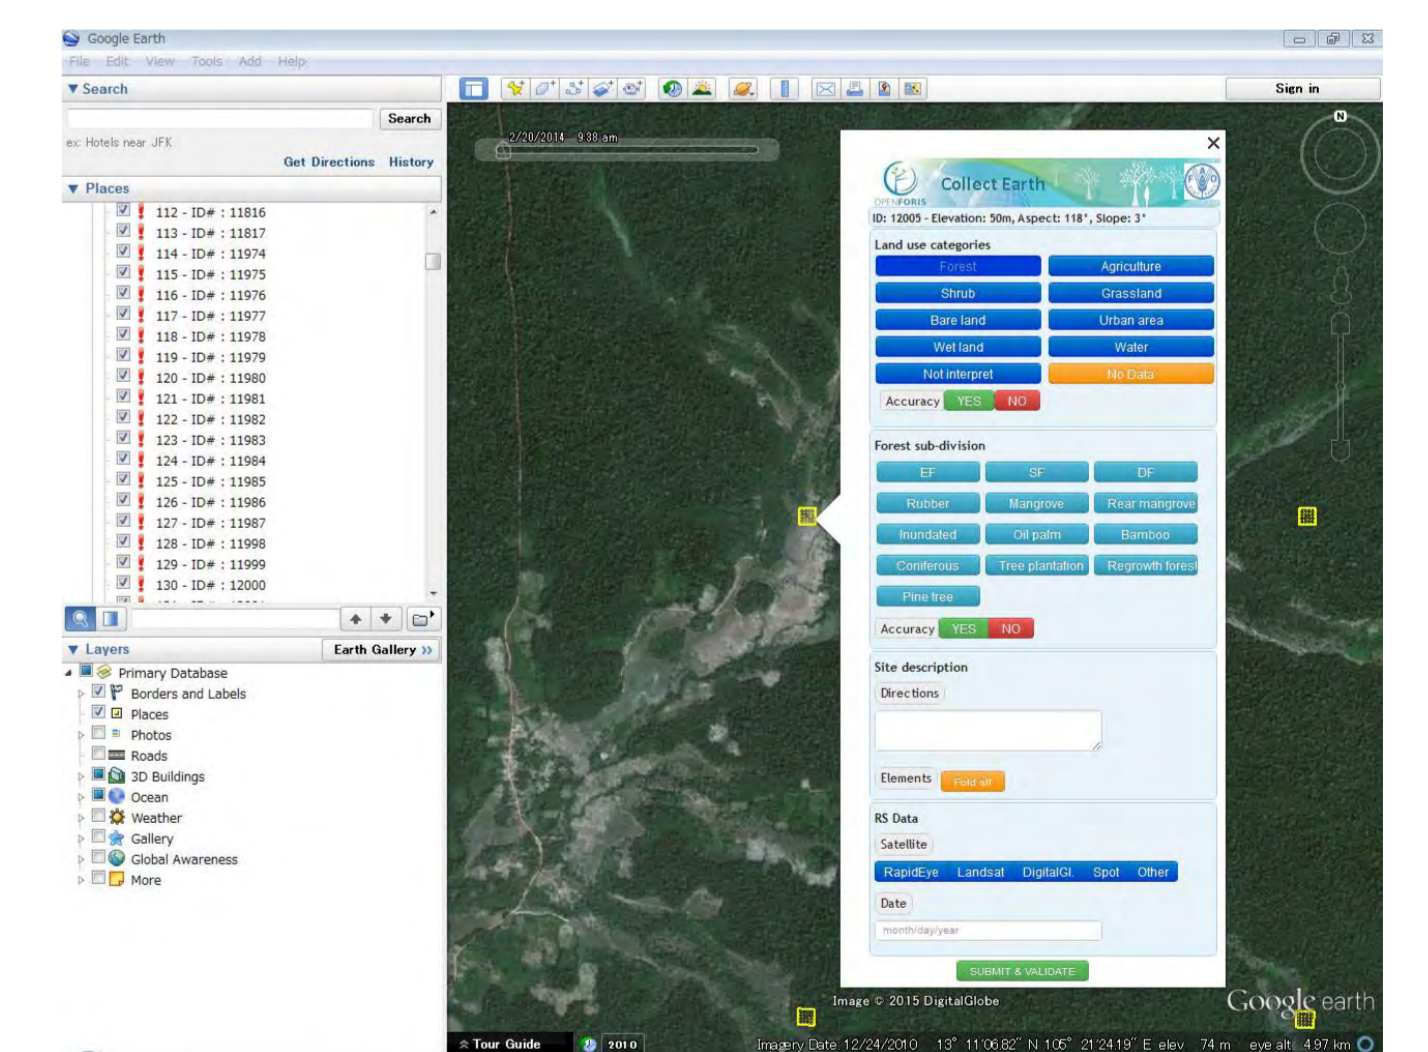 Google Earth
File Edit View Tools Add Help
▼ Search
Search
ex: Hotels near JFK
Get Directions History
▼ Places
112 - ID# : 11816
113 - ID# : 11817
114 - ID# : 11974
115 - ID# : 11975
116 - ID# : 11976
117 - ID# : 11977
118 - ID# : 11978
119 - ID# : 11979
120 - ID# : 11980
121 - ID# : 11981
122 - ID# : 11982
123 - ID# : 11983
124 - ID# : 11984
125 - ID# : 11985
126 - ID# : 11986
127 - ID# : 11987
128 - ID# : 11998
129 - ID# : 11999
130 - ID# : 12000
▼ Layers
Earth Gallery »
Primary Database
Borders and Labels
Places
Photos
Roads
3D Buildings
Ocean
Weather
Gallery
Global Awareness
More
Sign in
N
2/20/2014 9:38 am
OPENFORIS
Collect Earth
ID: 12005 - Elevation: 50m, Aspect: 118°, Slope: 3°
Land use categories
Forest Agriculture
Shrub Grassland
Bare land Urban area
Wet land Water
Not interpret No Data
Accuracy YES NO
Forest sub-division
EF SF DF
Rubber Mangrove Rear mangrove
Inundated Oil palm Bamboo
Coniferous Tree plantation Regrowth forest
Pine tree
Accuracy YES NO
Site description
Directions
Elements Fold all
RS Data
Satellite
RapidEye Landsat DigitalGl. Spot Other
Date
month/day/year
SUBMIT & VALIDATE
Image © 2015 DigitalGlobe
Google earth
Tour Guide
2010
Imagery Date: 12/24/2010 13° 11'06.82" N 105° 21'24.19" E elev 74 m eye alt 4.97 km